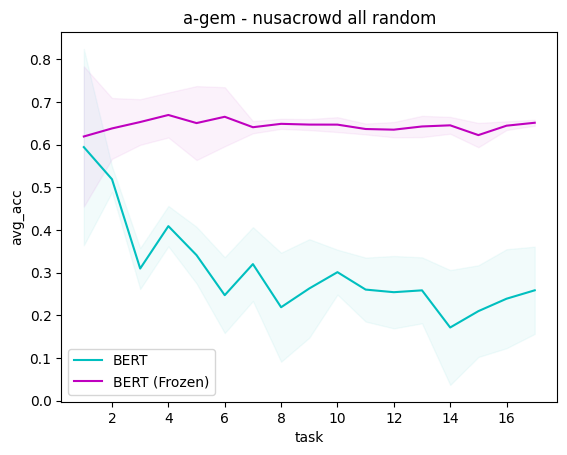 a-gem - nusacrowd all random
avg_acc
0.8
0.7
0.6
0.5
0.4
0.3
0.2
0.1
0.0
BERT
BERT (Frozen)
2 4 6 8 10 12 14 16
task